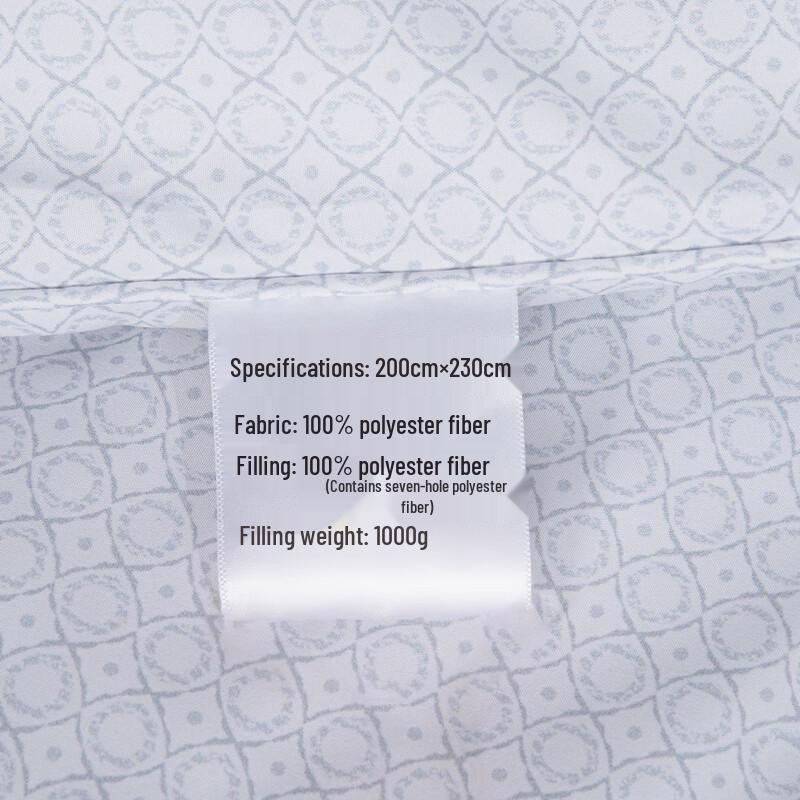 Specifications: 200cm×230cm
Fabric: 100% polyester fiber
Filling: 100% polyester fiber
(Contains seven-hole polyester
fiber)
Filling weight: 1000g